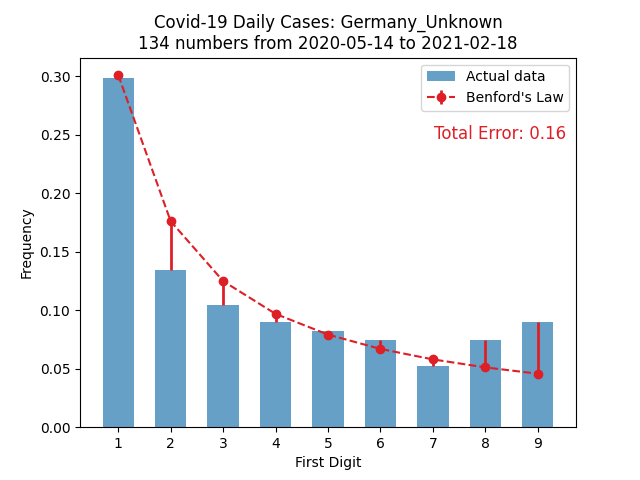 Covid-19 Daily Cases: Germany_Unknown
134 numbers from 2020-05-14 to 2021-02-18
Actual data
Benford's Law
Total Error: 0.16
Frequency
0.30
0.25
0.20
0.15
0.10
0.05
0.00
1 2 3 4 5 6 7 8 9
First Digit